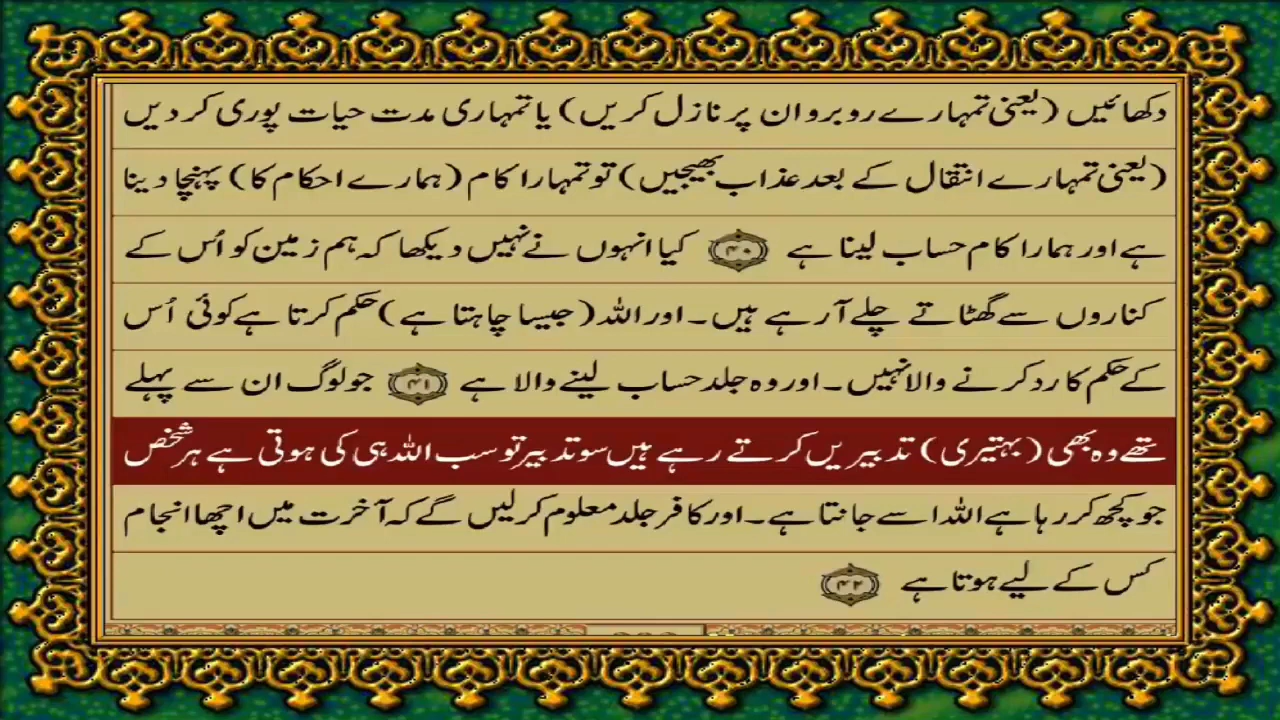 دکھائیں (یعنی تمہارے روبرو ان پر نازل کریں) یا تمہاری مدت حیات پوری کر دیں
(یعنی تمہارے انتقال کے بعد عذاب بھیجیں) تو تمہارا کام (ہمارے احکام کا) پہنچا دینا
ہے اور ہمارا کام حساب لینا ہے ﴿۴۰﴾ کیا انہوں نے نہیں دیکھا کہ ہم زمین کو اُس کے
کناروں سے گھٹاتے چلے آرہے ہیں۔ اور اللہ (جیسا چاہتا ہے) حکم کرتا ہے کوئی اُس
کے حکم کا رد کرنے والا نہیں۔ اور وہ جلد حساب لینے والا ہے ﴿۴۱﴾ جو لوگ ان سے پہلے
تھے وہ بھی (بہتیری) تدبیریں کرتے رہے ہیں سو تدبیر تو سب اللہ ہی کی ہوتی ہے ہر شخص
جو کچھ کر رہا ہے اللہ اسے جانتا ہے۔ اور کافر جلد معلوم کرلیں گے کہ آخرت میں اچھا انجام
کس کے لیے ہوتا ہے ﴿۴۲﴾